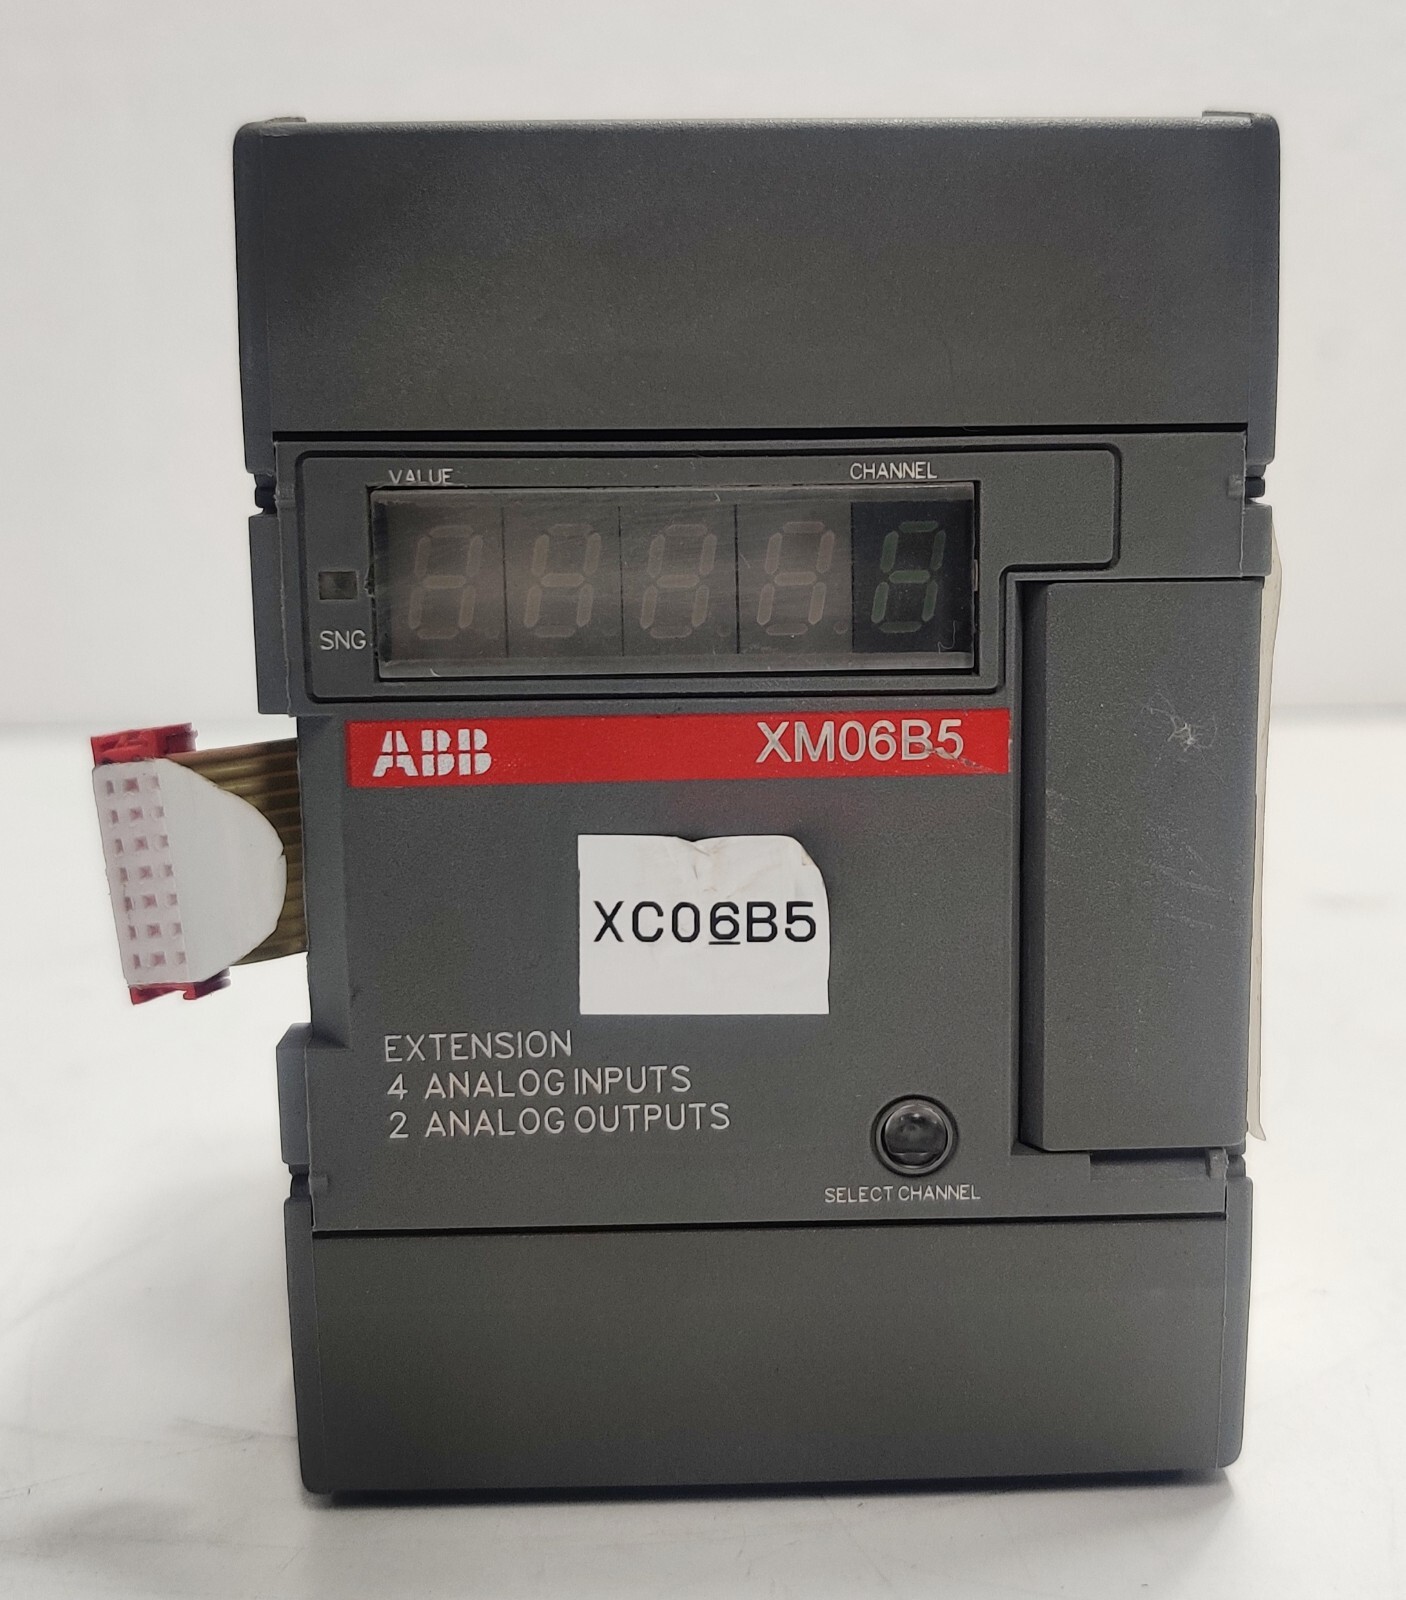 VALUE CHANNEL
SNG
ABB XM06B5
XC06B5
EXTENSION
4 ANALOG INPUTS
2 ANALOG OUTPUTS
SELECT CHANNEL